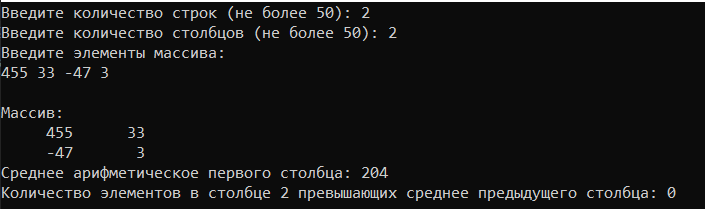 Введите количество строк (не более 50): 2
Введите количество столбцов (не более 50): 2
Введите элементы массива:
455 33 -47 3
Массив:
455 33
-47 3
Среднее арифметическое первого столбца: 204
Количество элементов в столбце 2 превышающих среднее предыдущего столбца: 0